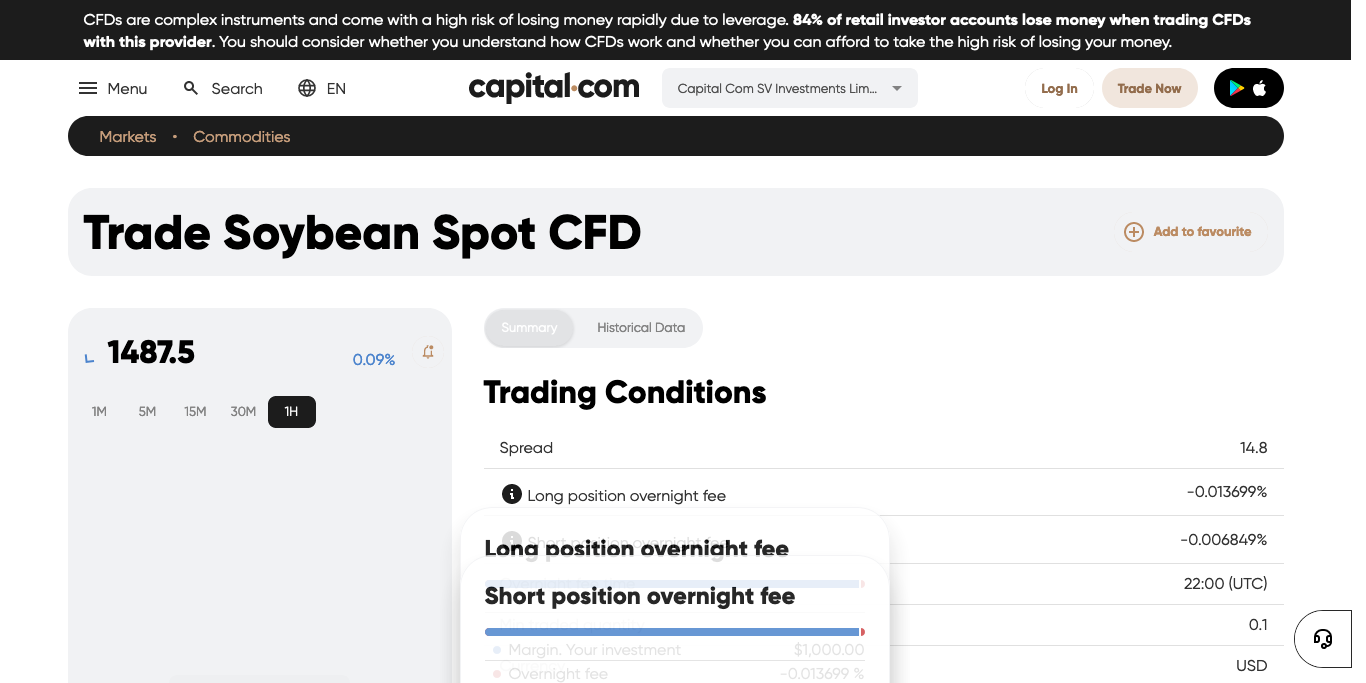 CFDs are complex instruments and come with a high risk of losing money rapidly due to leverage. 84% of retail investor accounts lose money when trading CFDs
with this provider. You should consider whether you understand how CFDs work and whether you can afford to take the high risk of losing your money.
Menu Search EN capital.com Capital Com SV Investments Lim... Log In Trade Now
Markets • Commodities
Trade Soybean Spot CFD
Add to favourite
1487.5 0.09%
1M 5M 15M 30M 1H
Summary Historical Data
Trading Conditions
Spread 14.8
Long position overnight fee -0.013699%
Short position overnight fee -0.006849%
Long position overnight fee
22:00 (UTC)
Short position overnight fee
0.1
Margin. Your investment $1,000.00
USD
Overnight fee -0.013699 %